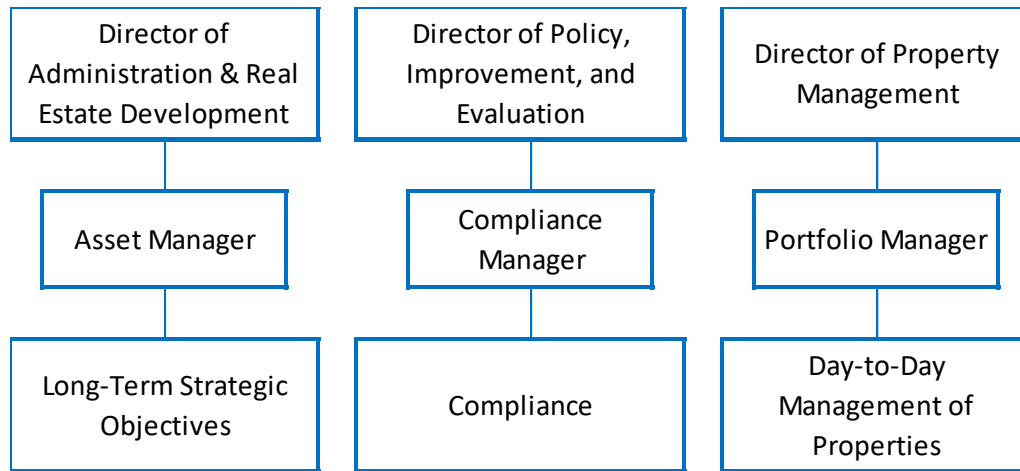 Director of
Administration & Real
Estate Development
Director of Policy,
Improvement, and
Evaluation
Director of Property
Management
Asset Manager
Compliance
Manager
Portfolio Manager
Long-Term Strategic
Objectives
Compliance
Day-to-Day
Management of
Properties